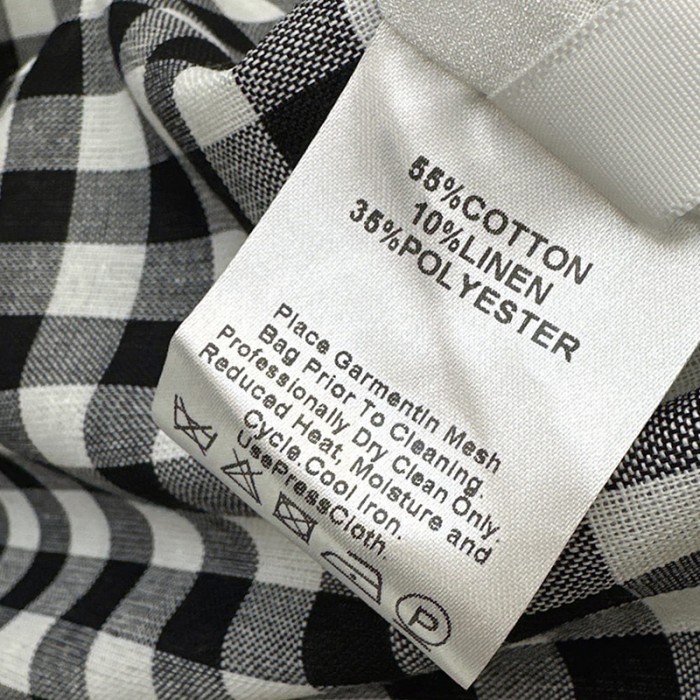 55%COTTON
10%LINEN
35%POLYESTER
Place GarmentIn Mesh
Bag Prior To Cleaning.
Professionally Dry Clean Only.
Reduced Heat, Moisture and
Cycle.Cool Iron.
UsePressCloth.
P